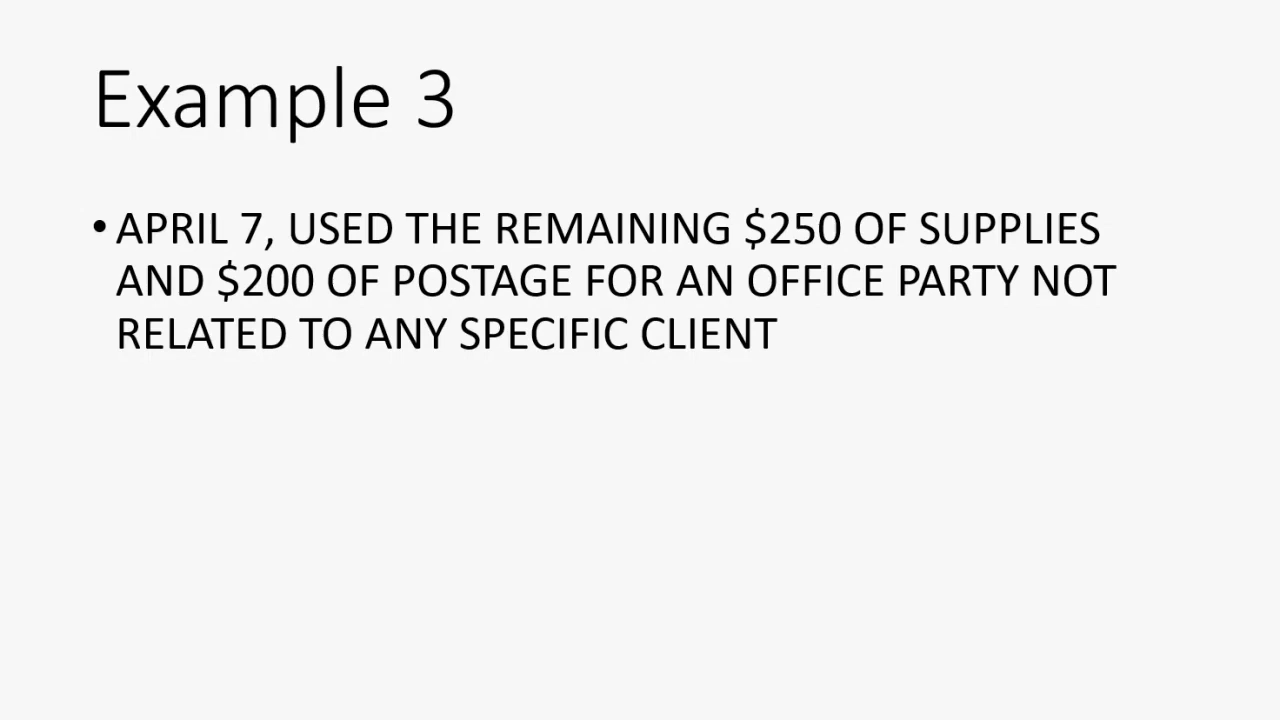 Example 3
• APRIL 7, USED THE REMAINING $250 OF SUPPLIES
AND $200 OF POSTAGE FOR AN OFFICE PARTY NOT
RELATED TO ANY SPECIFIC CLIENT